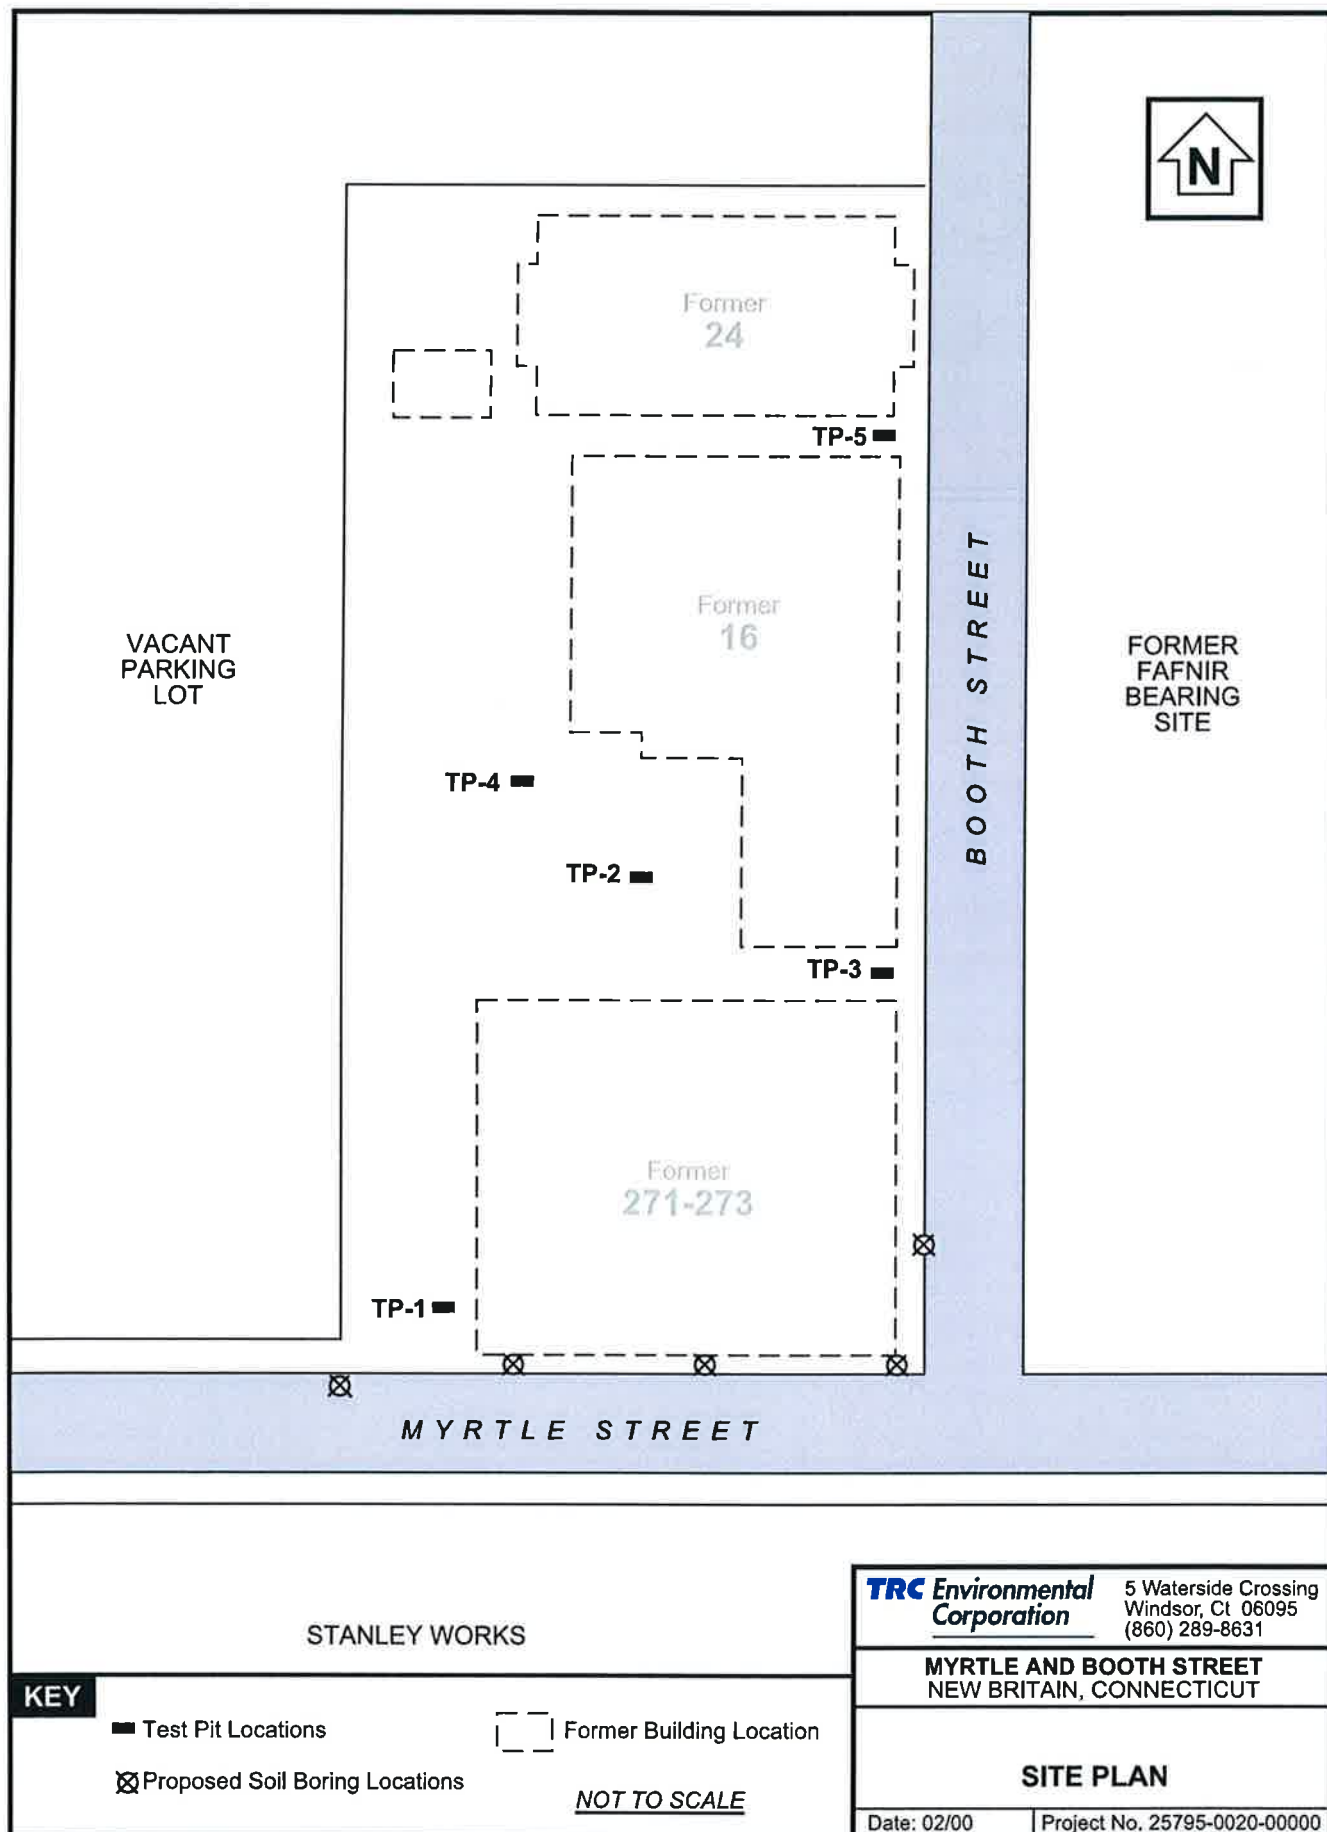 N
Former
24
TP-5
Former
16
BOOTH STREET
VACANT
PARKING
LOT
FORMER
FAFNIR
BEARING
SITE
TP-4
TP-2
TP-3
Former
271-273
TP-1
MYRTLE STREET
STANLEY WORKS
TRC Environmental
Corporation
5 Waterside Crossing
Windsor, Ct 06095
(860) 289-8631
MYRTLE AND BOOTH STREET
NEW BRITAIN, CONNECTICUT
SITE PLAN
Date: 02/00
Project No. 25795-0020-00000
KEY
Test Pit Locations
Former Building Location
Proposed Soil Boring Locations
NOT TO SCALE